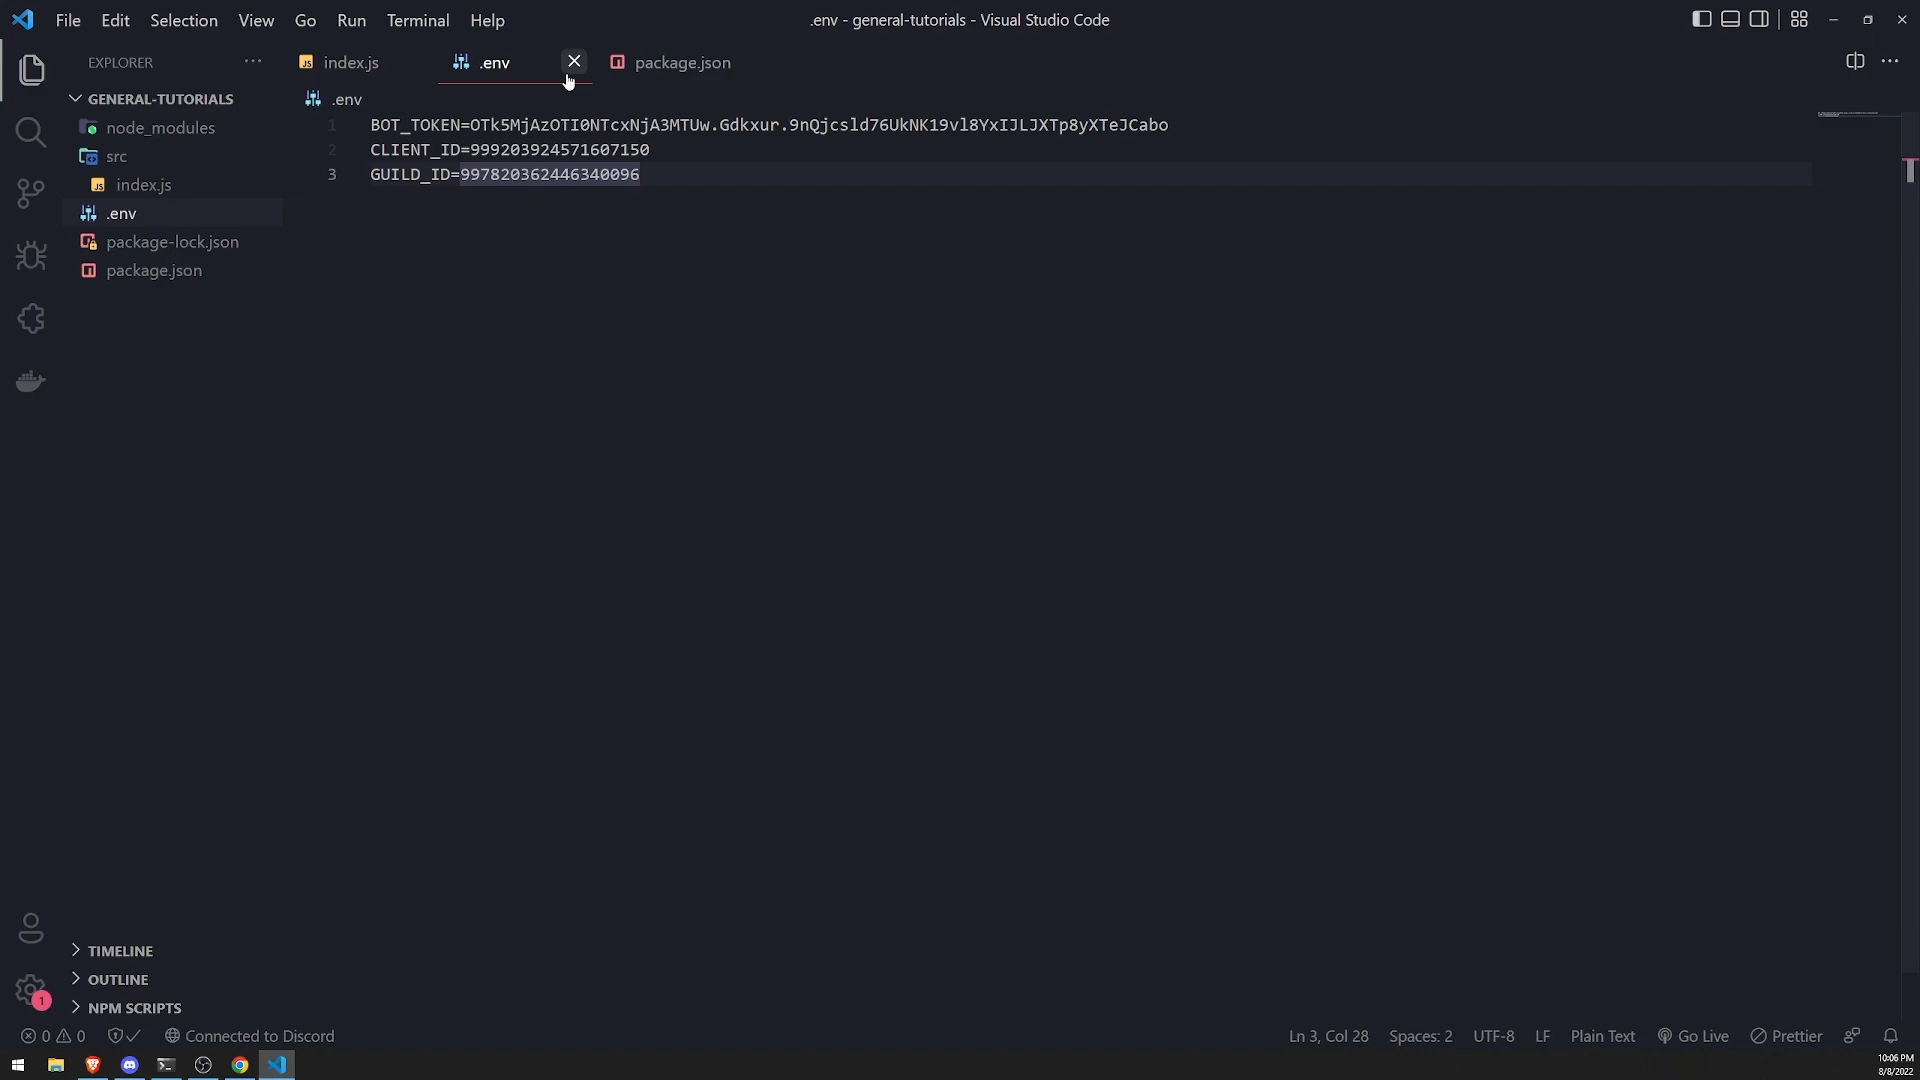 File Edit Selection View Go Run Terminal Help
.env - general-tutorials - Visual Studio Code
EXPLORER
index.js
.env
package.json
GENERAL-TUTORIALS
node_modules
src
index.js
.env
package-lock.json
package.json
.env
1 BOT_TOKEN=OTk5MjAzOTI0NTcxNjA3MTUw.Gdkxur.9nQjcsld76UkNK19vl8YxIJLJXTp8yXTeJCabo
2 CLIENT_ID=999203924571607150
3 GUILD_ID=997820362446340096
TIMELINE
OUTLINE
NPM SCRIPTS
1
0 0 Connected to Discord
Ln 3, Col 28 Spaces: 2 UTF-8 LF Plain Text Go Live Prettier
10:06 PM
8/8/2022